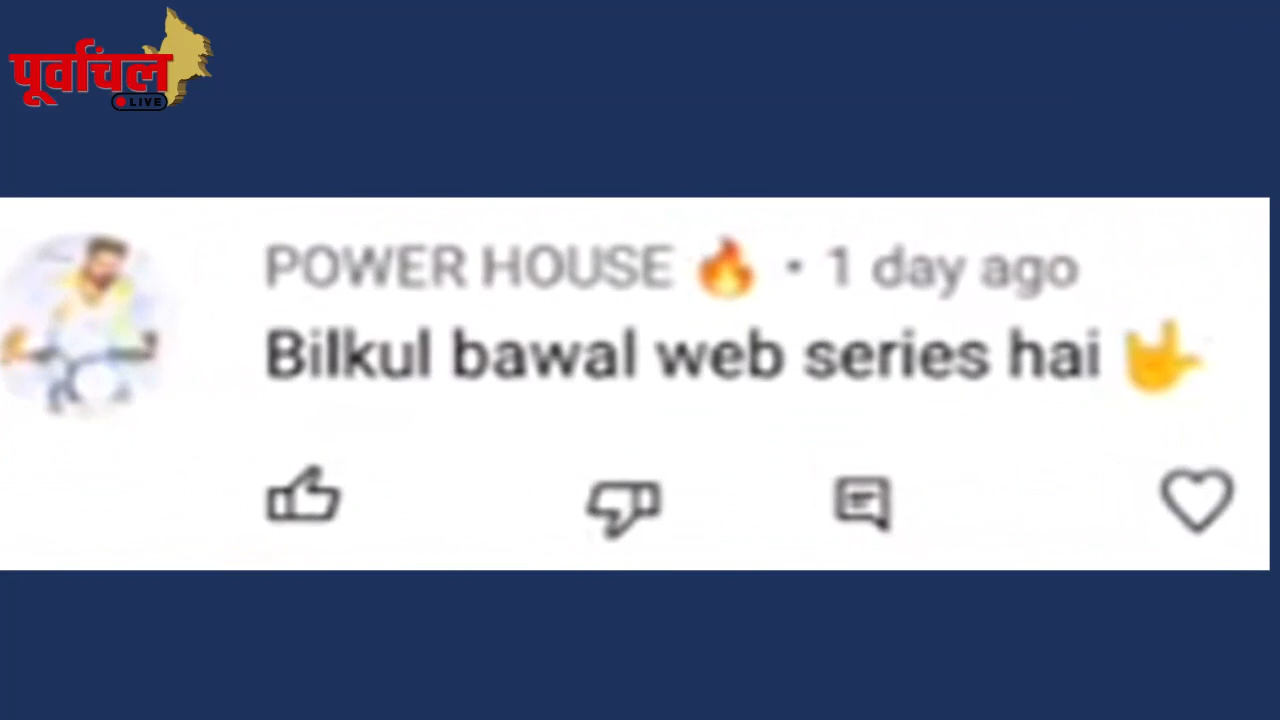 पूर्वांचल
LIVE
POWER HOUSE 🔥 • 1 day ago
Bilkul bawal web series hai 🤟